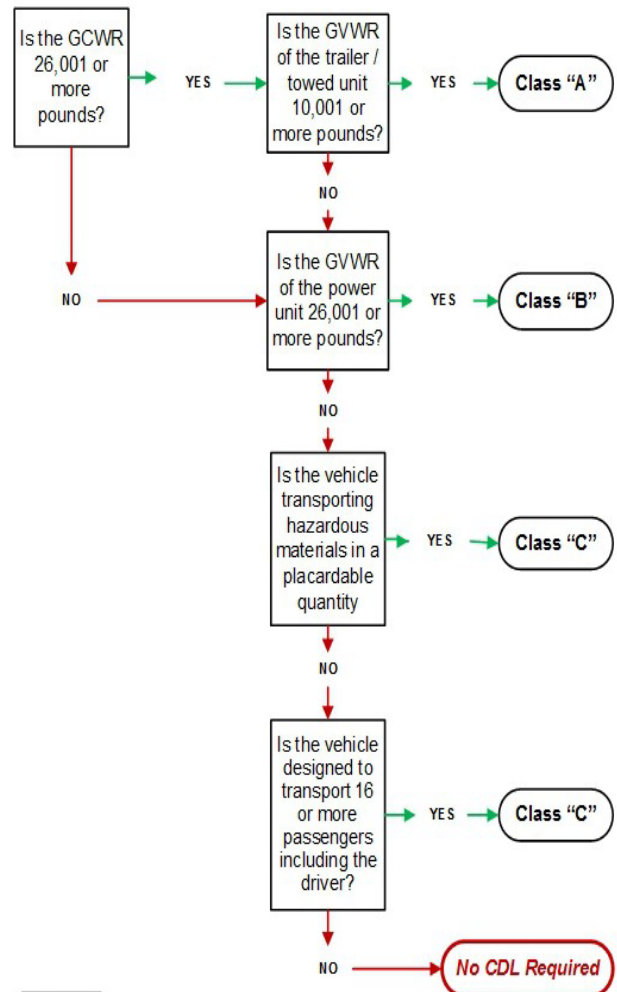 Is the GCWR
26,001 or
more
pounds?
YES
Is the GVWR
of the trailer /
towed unit
10,001 or
more pounds?
YES
Class “A”
NO
NO
Is the GVWR
of the power
unit 26,001 or
more pounds?
YES
Class “B”
NO
Is the vehicle
transporting
hazardous
materials in a
placardable
quantity
YES
Class “C”
NO
Is the vehicle
designed to
transport 16
or more
passengers
including the
driver?
YES
Class “C”
NO
No CDL Required